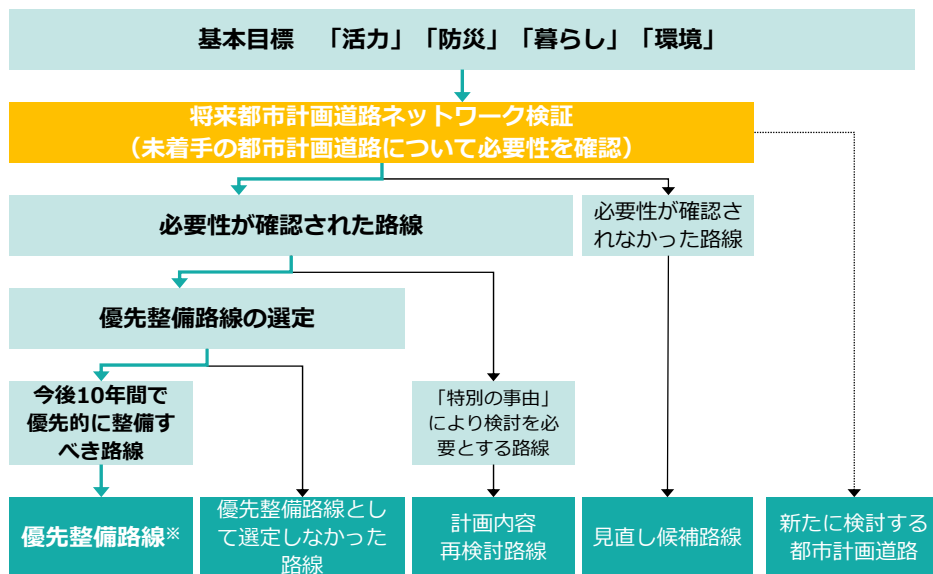 基本目標　「活力」「防災」「暮らし」「環境」
将来都市計画道路ネットワーク検証
（未着手の都市計画道路について必要性を確認）
必要性が確認された路線
必要性が確認さ
れなかった路線
優先整備路線の選定
今後10年間で
優先的に整備す
べき路線
「特別の事由」
により検討を必
要とする路線
優先整備路線※
優先整備路線とし
て選定しなかった
路線
計画内容
再検討路線
見直し候補路線
新たに検討する
都市計画道路